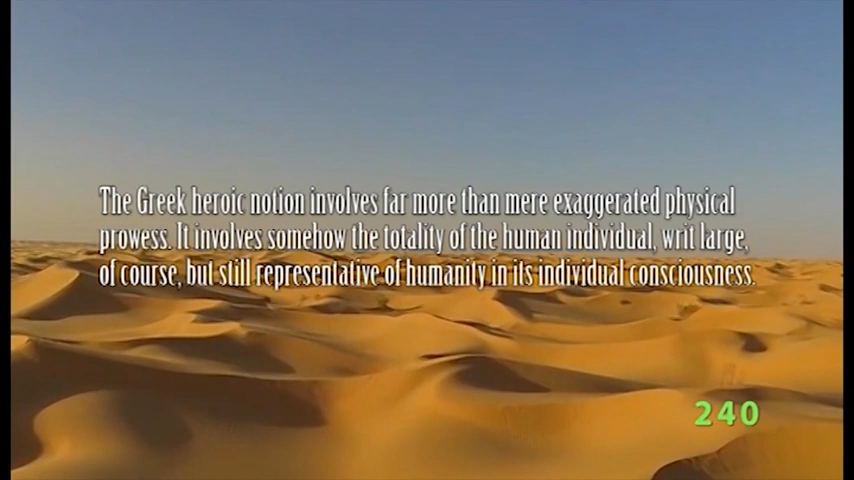 The Greek heroic notion involves far more than mere exaggerated physical
prowess. It involves somehow the totality of the human individual, writ large,
of course, but still representative of humanity in its individual consciousness.
240